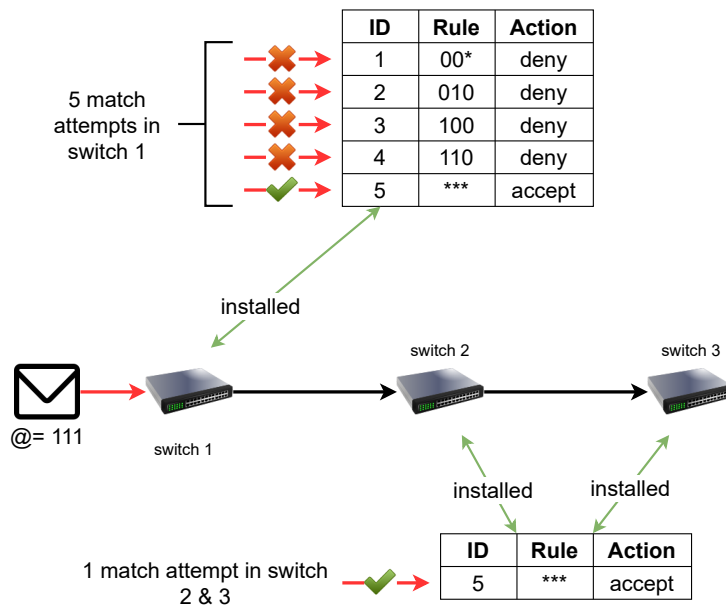 ID Rule Action
1 00* deny
2 010 deny
3 100 deny
4 110 deny
5 *** accept
5 match
attempts in
switch 1
installed
switch 2
switch 3
@= 111
switch 1
installed
installed
ID Rule Action
5 *** accept
1 match attempt in switch
2 & 3